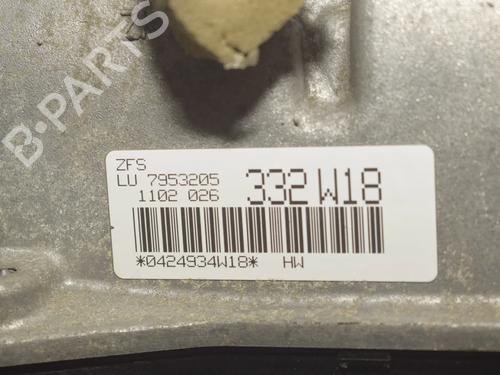 B-PARTS
ZFS
LU 7953205
1102 026
332 W18
*0424934W18* HW